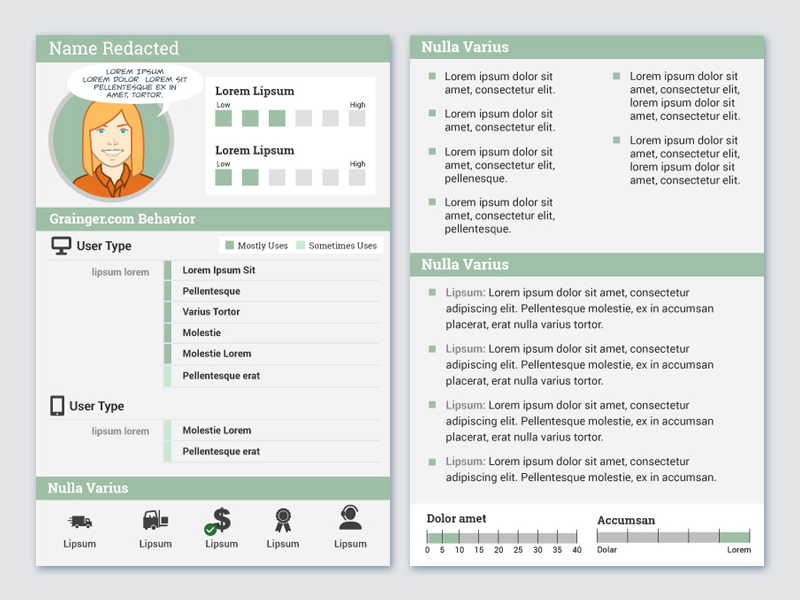 Name Redacted
LOREM IPSUM
LOREM DOLOR LOREM SIT
PELLENTESQUE EX IN
AMET, TORTOR.
Lorem Lipsum
Low High
Lorem Lipsum
Low High
Grainger.com Behavior
User Type
Mostly Uses
Sometimes Uses
lipsum lorem
Lorem Ipsum Sit
Pellentesque
Varius Tortor
Molestie
Molestie Lorem
Pellentesque erat
User Type
lipsum lorem
Molestie Lorem
Pellentesque erat
Nulla Varius
Lipsum
Lipsum
Lipsum
Lipsum
Lipsum
Nulla Varius
Lorem ipsum dolor sit
amet, consectetur elit.
Lorem ipsum dolor sit
amet, consectetur elit.
Lorem ipsum dolor sit
amet, consectetur elit,
pellenesque.
Lorem ipsum dolor sit
amet, consectetur elit,
pellentesque.
Lorem ipsum dolor sit
amet, consectetur elit,
lorem ipsum dolor sit
amet, consectetur elit.
Lorem ipsum dolor sit
amet, consectetur elit,
lorem ipsum dolor sit
amet, consectetur elit.
Nulla Varius
Lipsum: Lorem ipsum dolor sit amet, consectetur
adipiscing elit. Pellentesque molestie, ex in accumsan
placerat, erat nulla varius tortor.
Lipsum: Lorem ipsum dolor sit amet, consectetur
adipiscing elit. Pellentesque molestie, ex in accumsan
placerat, erat nulla varius tortor.
Lipsum: Lorem ipsum dolor sit amet, consectetur
adipiscing elit. Pellentesque molestie, ex in accumsan
placerat, erat nulla varius tortor.
Lipsum: Lorem ipsum dolor sit amet, consectetur
adipiscing elit. Pellentesque molestie, ex in accumsan.
Dolor amet
0 5 10 15 20 25 30 35 40
Accumsan
Dolar Lorem